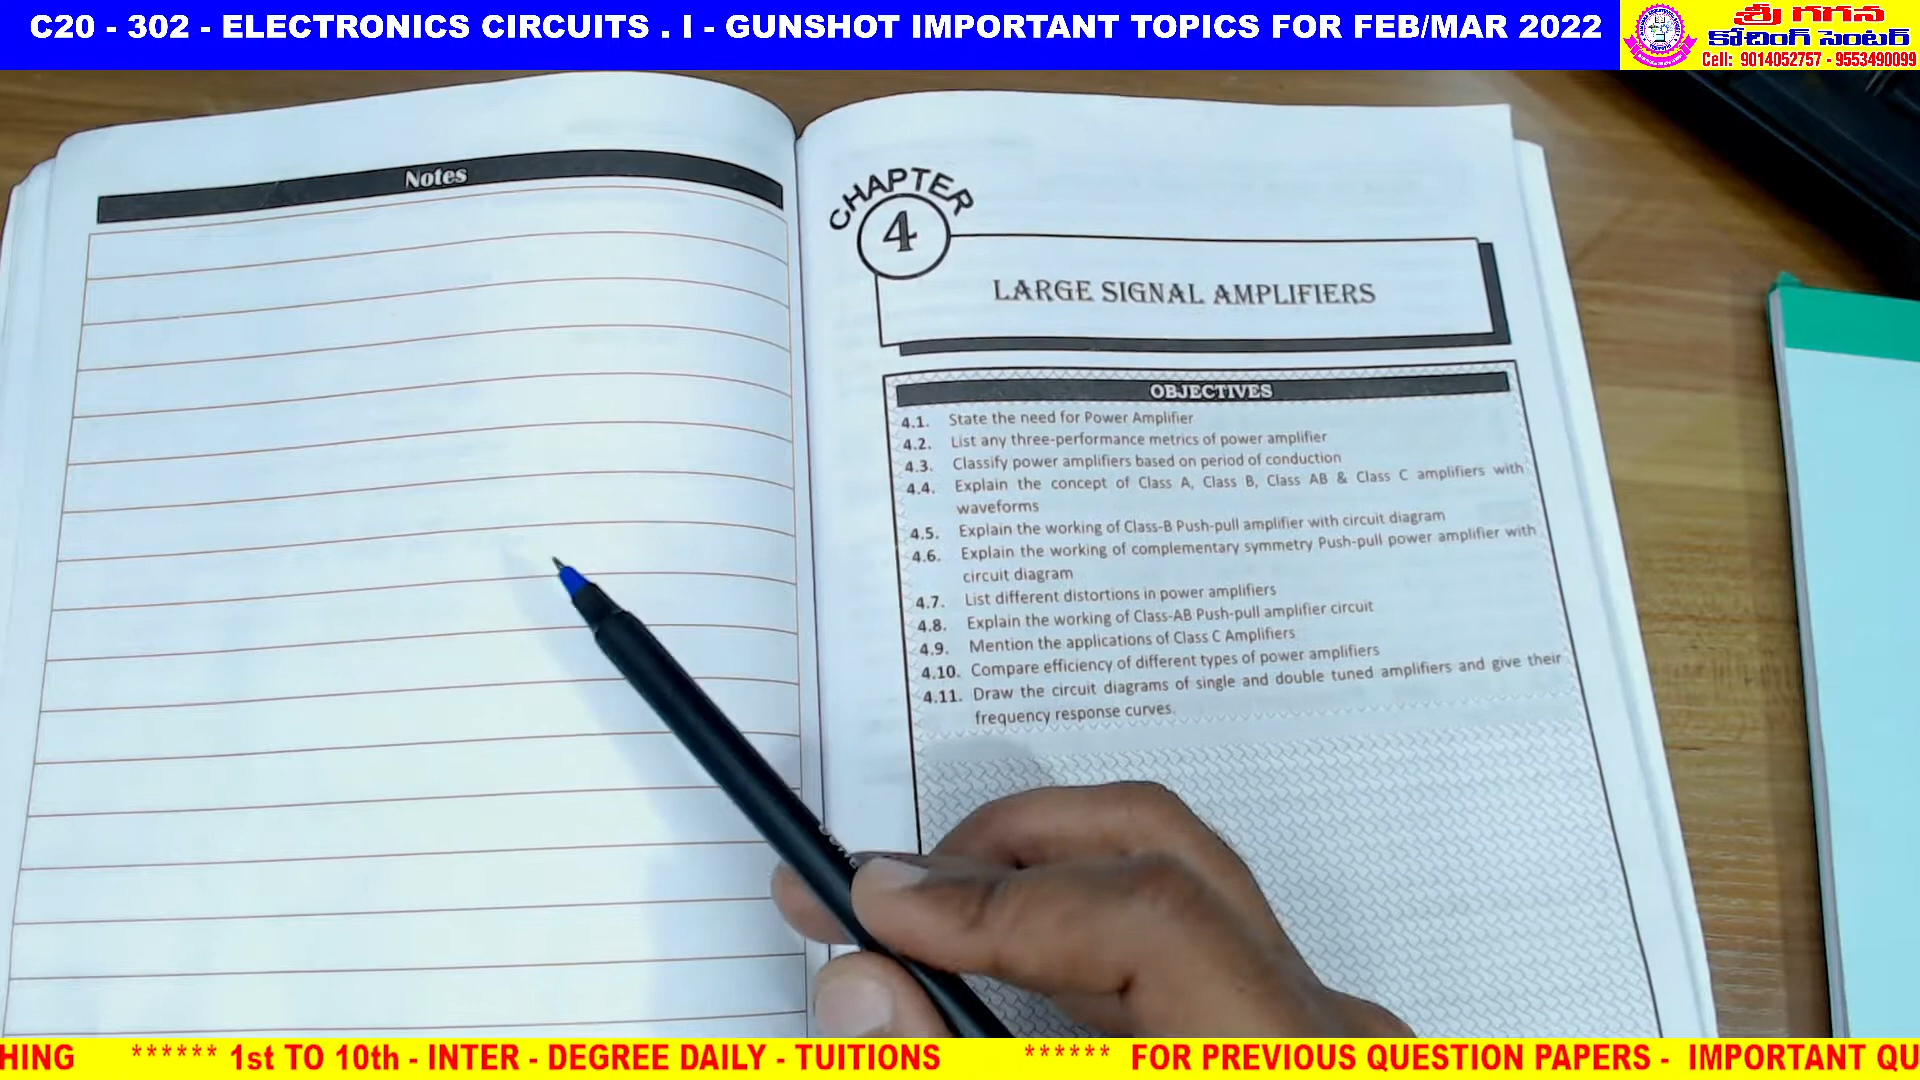 C20 - 302 - ELECTRONICS CIRCUITS . I - GUNSHOT IMPORTANT TOPICS FOR FEB/MAR 2022
శ్రీ గగన
కోచింగ్ సెంటర్
Cell: 9014052757 - 9553490099
Notes
CHAPTER
4
LARGE SIGNAL AMPLIFIERS
OBJECTIVES
4.1. State the need for Power Amplifier
4.2. List any three-performance metrics of power amplifier
4.3. Classify power amplifiers based on period of conduction
4.4. Explain the concept of Class A, Class B, Class AB & Class C amplifiers with
waveforms
4.5. Explain the working of Class-B Push-pull amplifier with circuit diagram
4.6. Explain the working of complementary symmetry Push-pull power amplifier with
circuit diagram
4.7. List different distortions in power amplifiers
4.8. Explain the working of Class-AB Push-pull amplifier circuit
4.9. Mention the applications of Class C Amplifiers
4.10. Compare efficiency of different types of power amplifiers
4.11. Draw the circuit diagrams of single and double tuned amplifiers and give their
frequency response curves.
HING ****** 1st TO 10th - INTER - DEGREE DAILY - TUITIONS ****** FOR PREVIOUS QUESTION PAPERS - IMPORTANT QU